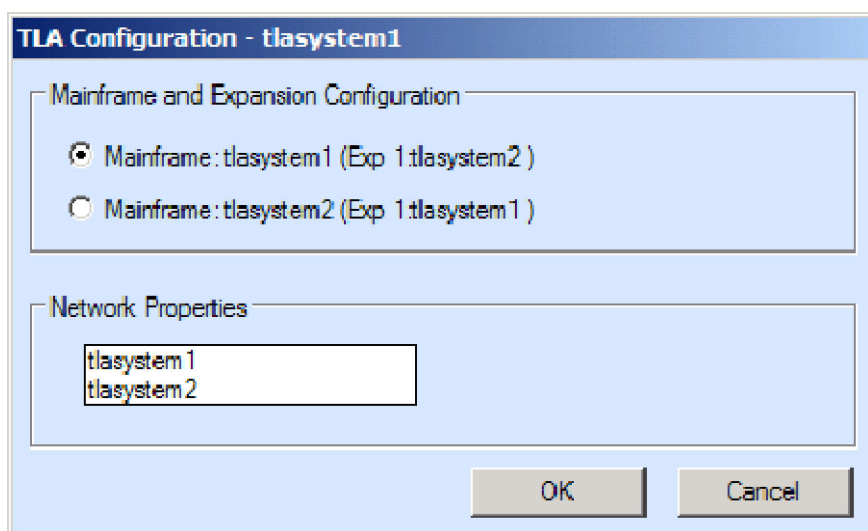 TLA Configuration - tlasystem1
Mainframe and Expansion Configuration
Mainframe: tlasystem1 (Exp 1:tlasystem2 )
Mainframe: tlasystem2 (Exp 1:tlasystem1 )
Network Properties
tlasystem1
tlasystem2
OK Cancel